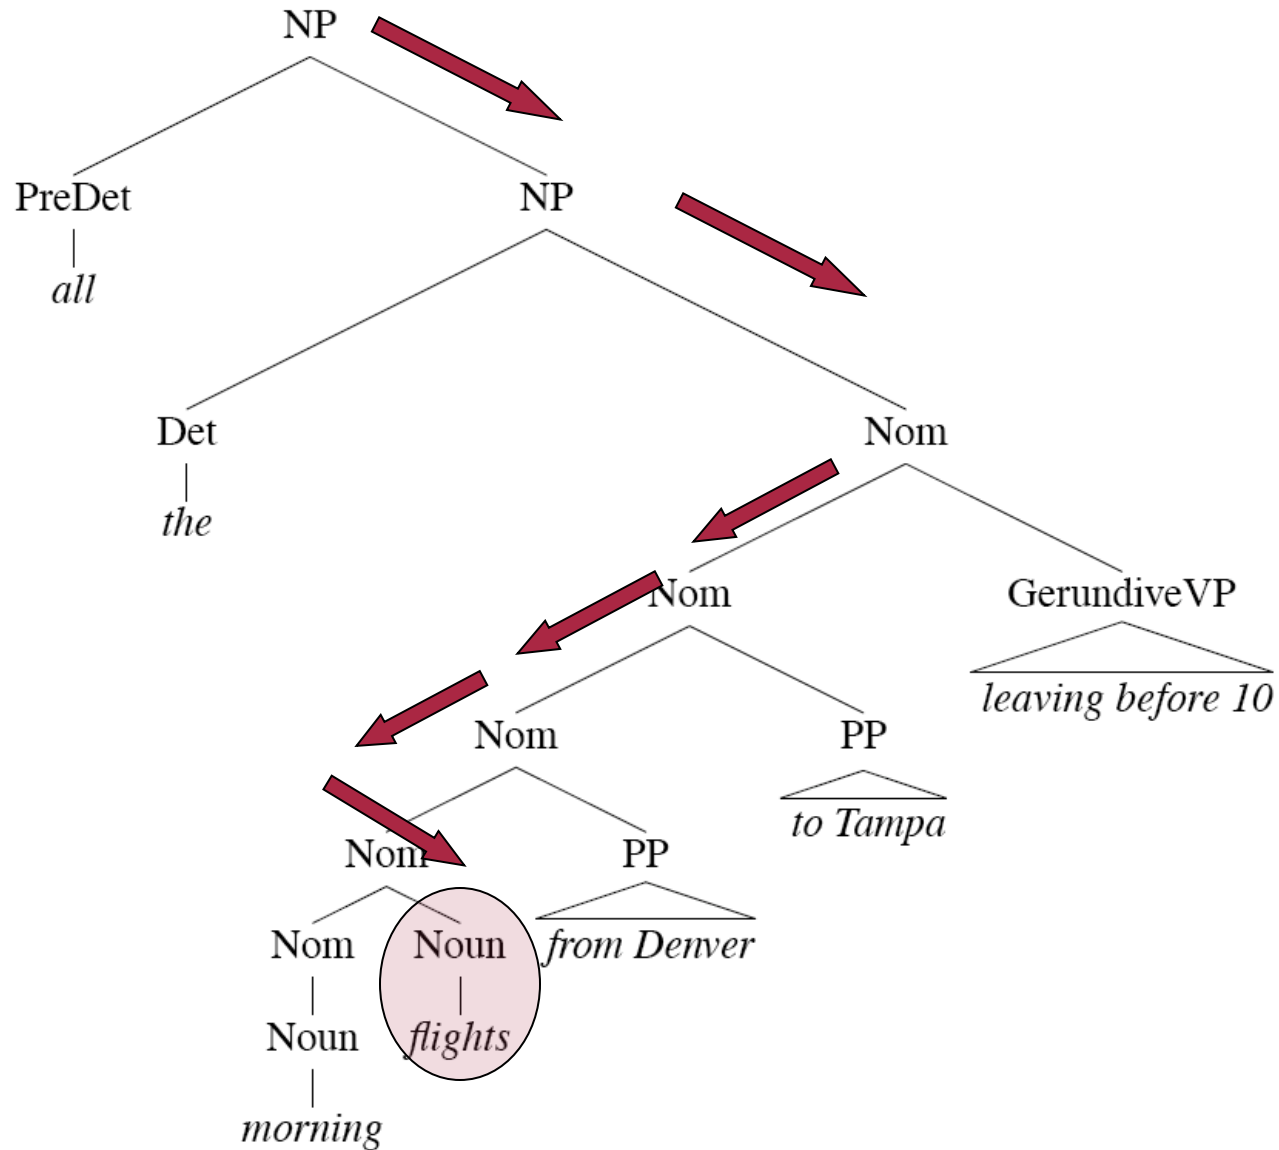 NP
PreDet NP
all
Det Nom
the
Nom GerundiveVP
leaving before 10
Nom PP
to Tampa
Nom PP
Nom Noun from Denver
Noun flights
morning